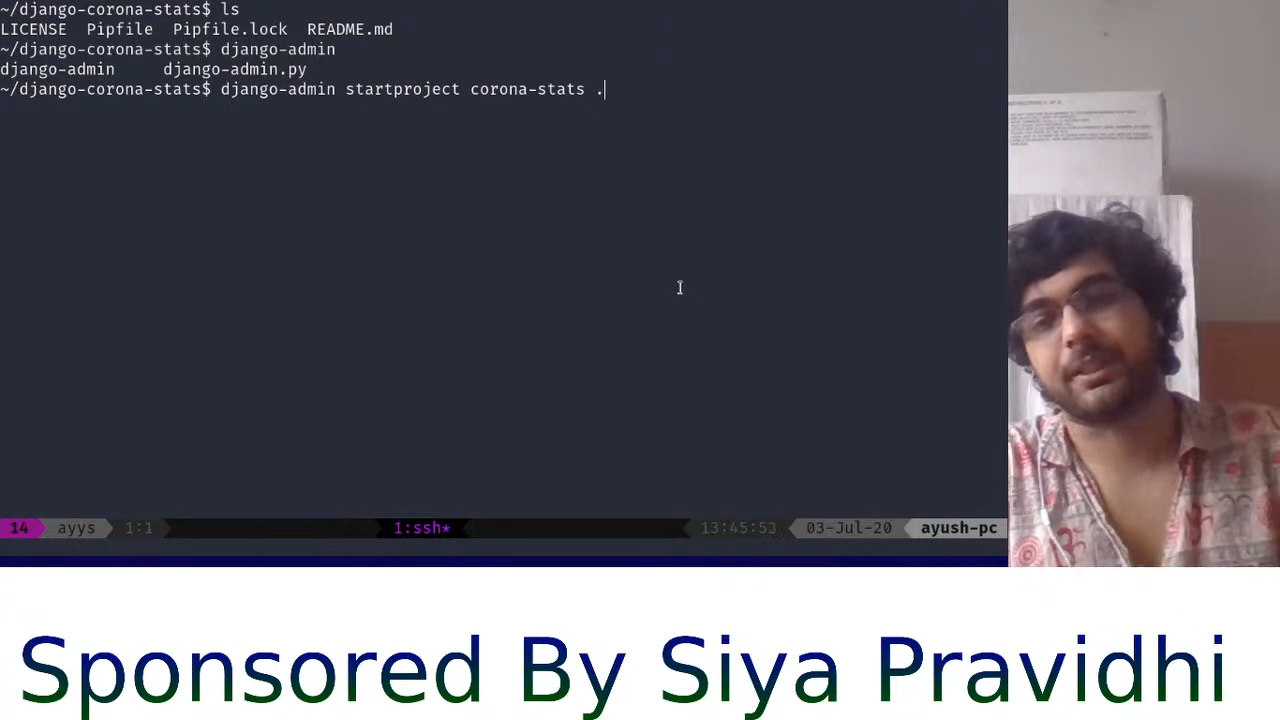 ~/django-corona-stats$ ls
LICENSE  Pipfile  Pipfile.lock  README.md
~/django-corona-stats$ django-admin
django-admin     django-admin.py
~/django-corona-stats$ django-admin startproject corona-stats .
14 ayys 1:1 1:ssh* 13:45:53 03-Jul-20 ayush-pc
Sponsored By Siya Pravidhi